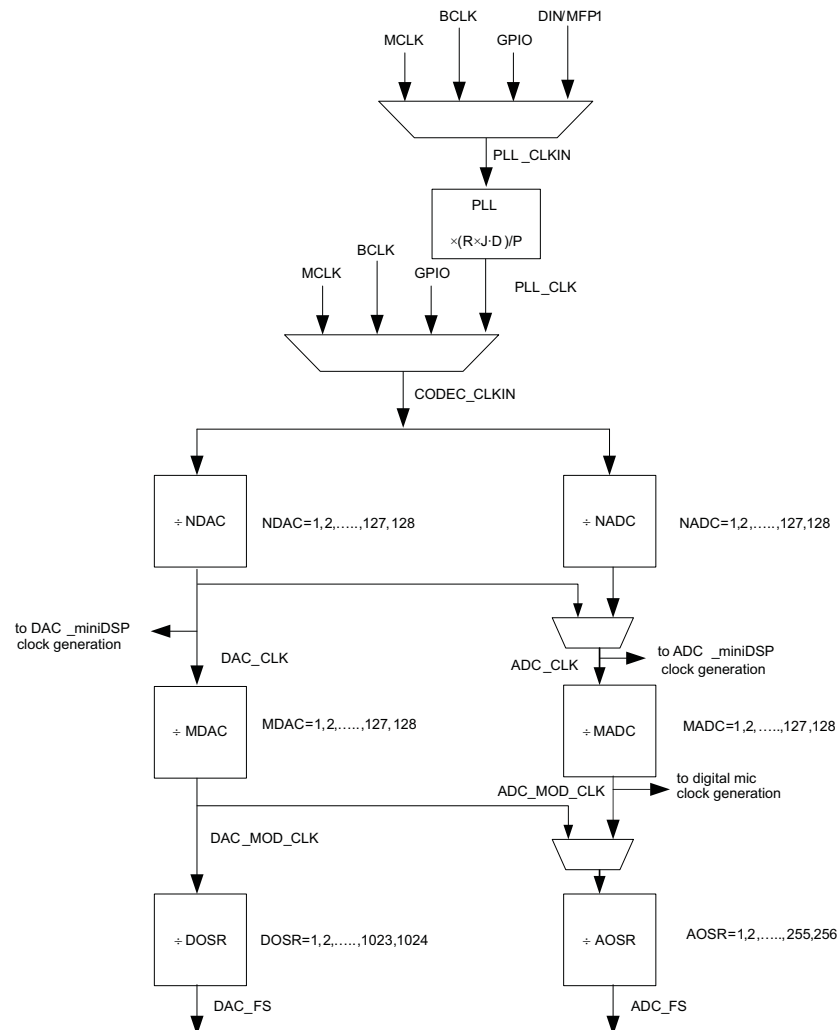 DIN/MFP1
BCLK
MCLK
GPIO
PLL_CLKIN
PLL
×(R×J·D)/P
BCLK
MCLK
GPIO
PLL_CLK
CODEC_CLKIN
÷NDAC
NDAC=1,2,.....,127,128
÷NADC
NADC=1,2,.....,127,128
to DAC _miniDSP
clock generation
DAC_CLK
ADC_CLK
to ADC _miniDSP
clock generation
÷ MDAC
MDAC=1,2,.....,127,128
÷ MADC
MADC=1,2,.....,127,128
ADC_MOD_CLK
to digital mic
clock generation
DAC_MOD_CLK
÷ DOSR
DOSR=1,2,.....,1023,1024
÷ AOSR
AOSR=1,2,.....,255,256
DAC_FS
ADC_FS